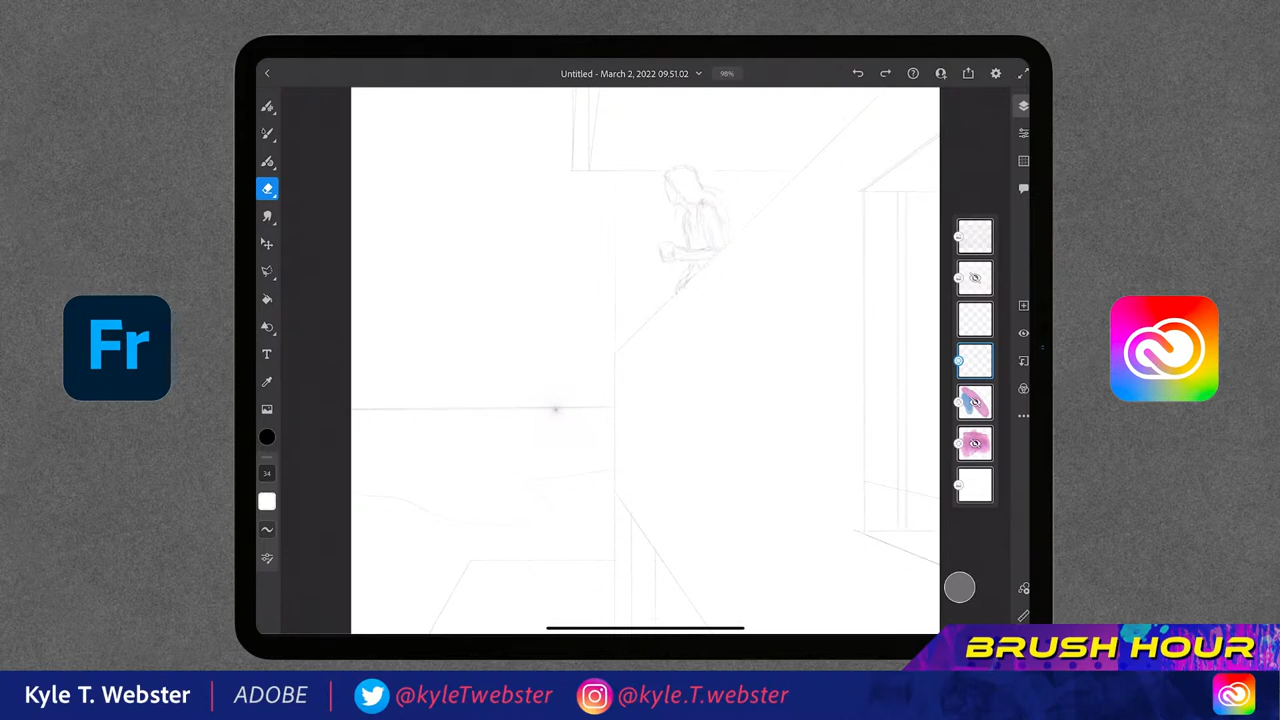 Untitled - March 2, 2022 09.51.02
98%
T
34
Fr
BRUSH HOUR
Kyle T. Webster | ADOBE | @kyleTwebster @kyle.T.webster